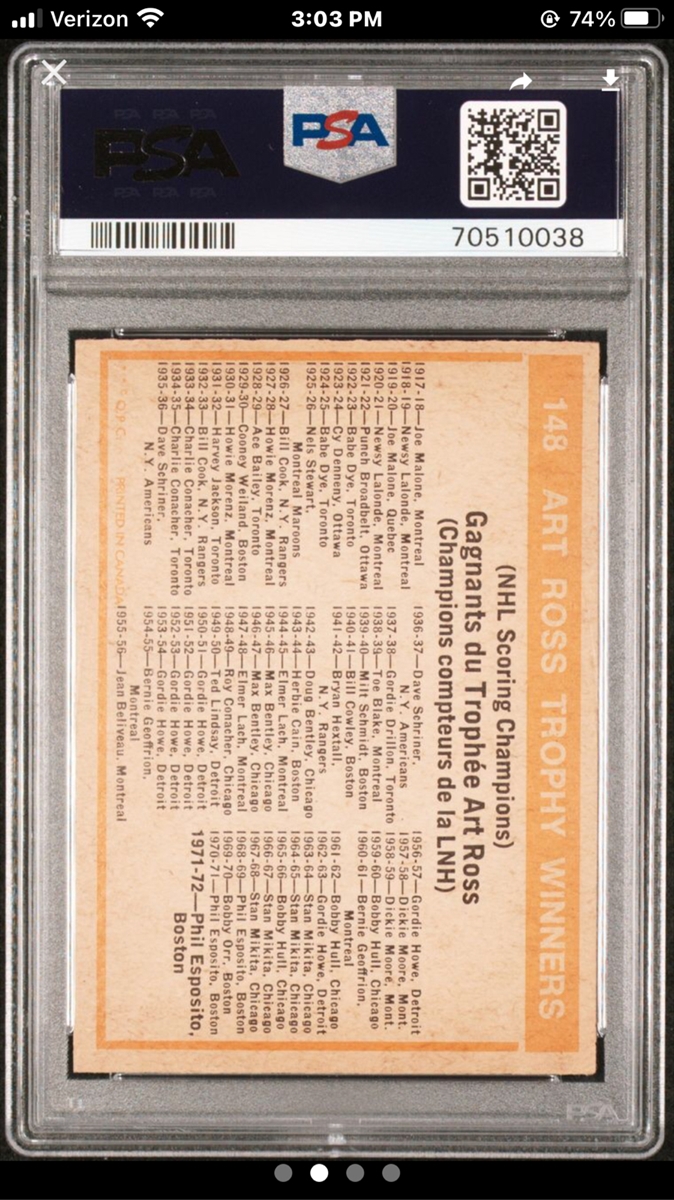 Verizon
3:03 PM
74%
PSA PSA PSA
PSA
PSA PSA PSA
PSA
70510038
148 ART ROSS TROPHY WINNERS
(NHL Scoring Champions)
Gagnants du Trophée Art Ross
(Champions compteurs de la LNH)
1917-18—Joe Malone, Montreal
1918-19—Newsy Lalonde, Montreal
1919-20—Joe Malone, Quebec
1920-21—Newsy Lalonde, Montreal
1921-22—Punch Broadbelt, Ottawa
1922-23—Babe Dye, Toronto
1923-24—Cy Denneny, Ottawa
1924-25—Babe Dye, Toronto
1925-26—Nels Stewart,
Montreal Maroons
1926-27—Bill Cook, N.Y. Rangers
1927-28—Howie Morenz, Montreal
1928-29—Ace Bailey, Toronto
1929-30—Cooney Weiland, Boston
1930-31—Howie Morenz, Montreal
1931-32—Harvey Jackson, Toronto
1932-33—Bill Cook, N.Y. Rangers
1933-34—Charlie Conacher, Toronto
1934-35—Charlie Conacher, Toronto
1935-36—Dave Schriner,
N.Y. Americans
1936-37—Dave Schriner,
N.Y. Americans
1937-38—Gordie Drillon, Toronto
1938-39—Toe Blake, Montreal
1939-40—Milt Schmidt, Boston
1940-41—Bill Cowley, Boston
1941-42—Bryan Hextall,
N.Y. Rangers
1942-43—Doug Bentley, Chicago
1943-44—Herbie Cain, Boston
1944-45—Elmer Lach, Montreal
1945-46—Max Bentley, Chicago
1946-47—Max Bentley, Chicago
1947-48—Elmer Lach, Montreal
1948-49—Roy Conacher, Chicago
1949-50—Ted Lindsay, Detroit
1950-51—Gordie Howe, Detroit
1951-52—Gordie Howe, Detroit
1952-53—Gordie Howe, Detroit
1953-54—Gordie Howe, Detroit
1954-55—Bernie Geoffrion,
Montreal
1955-56—Jean Beliveau, Montreal
1956-57—Gordie Howe, Detroit
1957-58—Dickie Moore, Mont.
1958-59—Dickie Moore, Mont.
1959-60—Bobby Hull, Chicago
1960-61—Bernie Geoffrion,
Montreal
1961-62—Bobby Hull, Chicago
1962-63—Gordie Howe, Detroit
1963-64—Stan Mikita, Chicago
1964-65—Stan Mikita, Chicago
1965-66—Bobby Hull, Chicago
1966-67—Stan Mikita, Chicago
1967-68—Stan Mikita, Chicago
1968-69—Phil Esposito, Boston
1969-70—Bobby Orr, Boston
1970-71—Phil Esposito, Boston
1971-72—Phil Esposito,
Boston
PRINTED IN CANADA
PSA